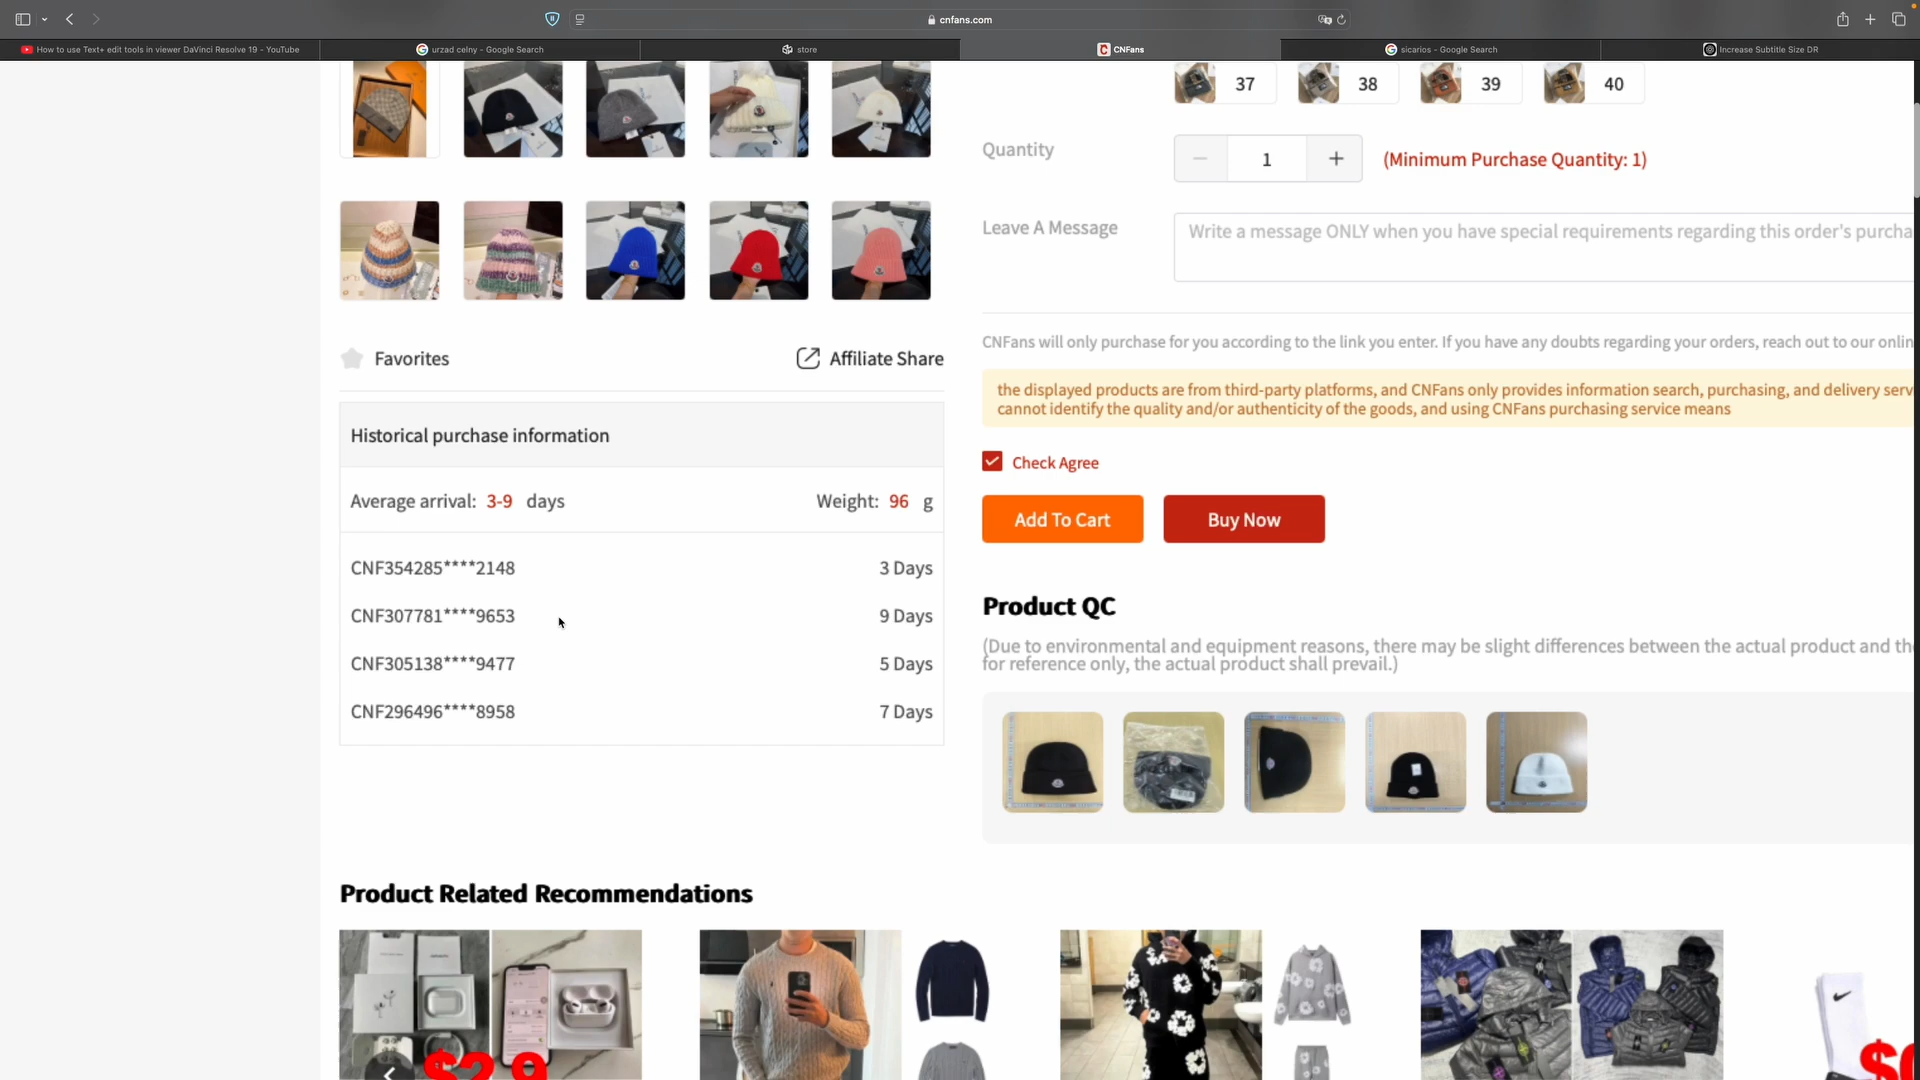 cnfans.com
How to use Text+ edit tools in viewer DaVinci Resolve 19 - YouTube
urzad celny - Google Search
store
CNFans
sicarios - Google Search
Increase Subtitle Size DR
37
38
39
40
Quantity
1
(Minimum Purchase Quantity: 1)
Leave A Message
Write a message ONLY when you have special requirements regarding this order's purcha
Favorites
Affiliate Share
CNFans will only purchase for you according to the link you enter. If you have any doubts regarding your orders, reach out to our onlin
the displayed products are from third-party platforms, and CNFans only provides information search, purchasing, and delivery serv
cannot identify the quality and/or authenticity of the goods, and using CNFans purchasing service means
Historical purchase information
Check Agree
Average arrival: 3-9 days
Weight: 96 g
Add To Cart
Buy Now
CNF354285****2148
3 Days
CNF307781****9653
9 Days
CNF305138****9477
5 Days
CNF296496****8958
7 Days
Product QC
(Due to environmental and equipment reasons, there may be slight differences between the actual product and the
for reference only, the actual product shall prevail.)
Product Related Recommendations
$2.9